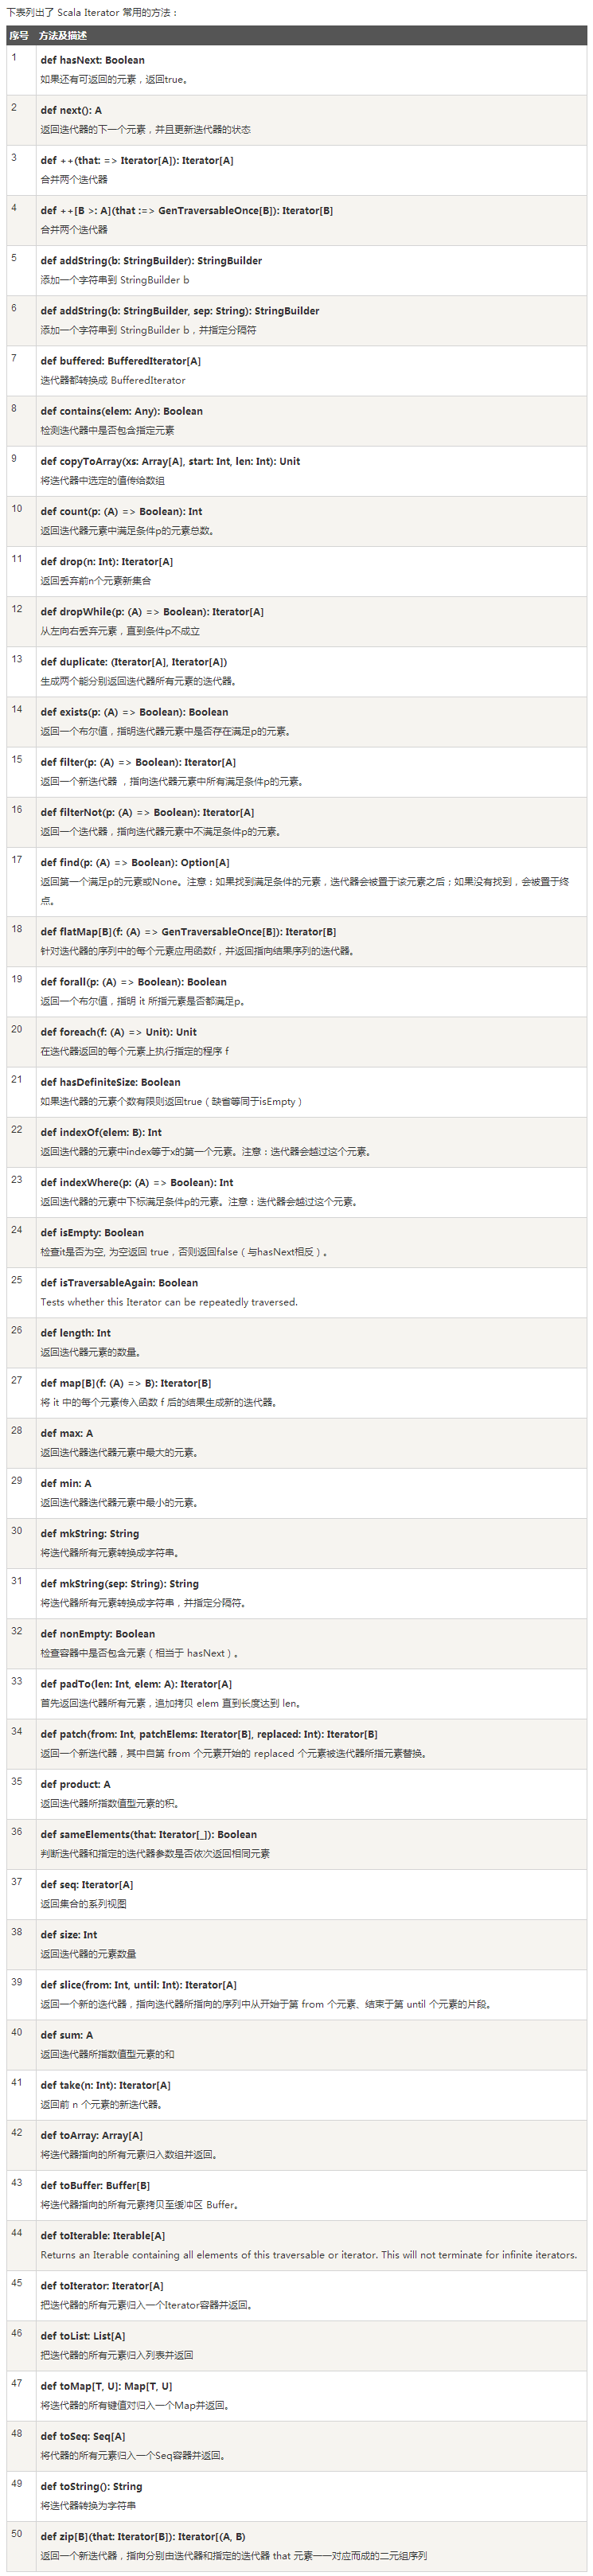 下表列出了 Scala Iterator 常用的方法：
序号 方法及描述
1 def hasNext: Boolean
如果还有可返回的元素，返回true。
2 def next(): A
返回迭代器的下一个元素，并且更新迭代器的状态
3 def ++(that: => Iterator[A]): Iterator[A]
合并两个迭代器
4 def ++[B >: A](that :=> GenTraversableOnce[B]): Iterator[B]
合并两个迭代器
5 def addString(b: StringBuilder): StringBuilder
添加一个字符串到 StringBuilder b
6 def addString(b: StringBuilder, sep: String): StringBuilder
添加一个字符串到 StringBuilder b，并指定分隔符
7 def buffered: BufferedIterator[A]
迭代器都转换成 BufferedIterator
8 def contains(elem: Any): Boolean
检测迭代器中是否包含指定元素
9 def copyToArray(xs: Array[A], start: Int, len: Int): Unit
将迭代器中选定的值传给数组
10 def count(p: (A) => Boolean): Int
返回迭代器元素中满足条件p的元素总数。
11 def drop(n: Int): Iterator[A]
返回丢弃前n个元素新集合
12 def dropWhile(p: (A) => Boolean): Iterator[A]
从左向右丢弃元素，直到条件p不成立
13 def duplicate: (Iterator[A], Iterator[A])
生成两个能分别返回迭代器所有元素的迭代器。
14 def exists(p: (A) => Boolean): Boolean
返回一个布尔值，指明迭代器元素中是否存在满足p的元素。
15 def filter(p: (A) => Boolean): Iterator[A]
返回一个新迭代器 ，指向迭代器元素中所有满足条件p的元素。
16 def filterNot(p: (A) => Boolean): Iterator[A]
返回一个迭代器，指向迭代器元素中不满足条件p的元素。
17 def find(p: (A) => Boolean): Option[A]
返回第一个满足p的元素或None。注意：如果找到满足条件的元素，迭代器会被置于该元素之后；如果没有找到，会被置于终
点。
18 def flatMap[B](f: (A) => GenTraversableOnce[B]): Iterator[B]
针对迭代器的序列中的每个元素应用函数f，并返回指向结果序列的迭代器。
19 def forall(p: (A) => Boolean): Boolean
返回一个布尔值，指明 it 所指元素是否都满足p。
20 def foreach(f: (A) => Unit): Unit
在迭代器返回的每个元素上执行指定的程序 f
21 def hasDefiniteSize: Boolean
如果迭代器的元素个数有限则返回true（缺省等同于isEmpty）
22 def indexOf(elem: B): Int
返回迭代器的元素中index等于x的第一个元素。注意：迭代器会越过这个元素。
23 def indexWhere(p: (A) => Boolean): Int
返回迭代器的元素中下标满足条件p的元素。注意：迭代器会越过这个元素。
24 def isEmpty: Boolean
检查it是否为空, 为空返回 true，否则返回false（与hasNext相反）。
25 def isTraversableAgain: Boolean
Tests whether this Iterator can be repeatedly traversed.
26 def length: Int
返回迭代器元素的数量。
27 def map[B](f: (A) => B): Iterator[B]
将 it 中的每个元素传入函数 f 后的结果生成新的迭代器。
28 def max: A
返回迭代器迭代器元素中最大的元素。
29 def min: A
返回迭代器迭代器元素中最小的元素。
30 def mkString: String
将迭代器所有元素转换成字符串。
31 def mkString(sep: String): String
将迭代器所有元素转换成字符串，并指定分隔符。
32 def nonEmpty: Boolean
检查容器中是否包含元素（相当于 hasNext）。
33 def padTo(len: Int, elem: A): Iterator[A]
首先返回迭代器所有元素，追加拷贝 elem 直到长度达到 len。
34 def patch(from: Int, patchElems: Iterator[B], replaced: Int): Iterator[B]
返回一个新迭代器，其中自第 from 个元素开始的 replaced 个元素被迭代器所指元素替换。
35 def product: A
返回迭代器所指数值型元素的积。
36 def sameElements(that: Iterator[_]): Boolean
判断迭代器和指定的迭代器参数是否依次返回相同元素
37 def seq: Iterator[A]
返回集合的系列视图
38 def size: Int
返回迭代器的元素数量
39 def slice(from: Int, until: Int): Iterator[A]
返回一个新的迭代器，指向迭代器所指向的序列中从开始于第 from 个元素、结束于第 until 个元素的片段。
40 def sum: A
返回迭代器所指数值型元素的和
41 def take(n: Int): Iterator[A]
返回前 n 个元素的新迭代器。
42 def toArray: Array[A]
将迭代器指向的所有元素归入数组并返回。
43 def toBuffer: Buffer[B]
将迭代器指向的所有元素拷贝至缓冲区 Buffer。
44 def toIterable: Iterable[A]
Returns an Iterable containing all elements of this traversable or iterator. This will not terminate for infinite iterators.
45 def toIterator: Iterator[A]
把迭代器的所有元素归入一个Iterator容器并返回。
46 def toList: List[A]
把迭代器的所有元素归入列表并返回
47 def toMap[T, U]: Map[T, U]
将迭代器的所有键值对归入一个Map并返回。
48 def toSeq: Seq[A]
将代器的所有元素归入一个Seq容器并返回。
49 def toString(): String
将迭代器转换为字符串
50 def zip[B](that: Iterator[B]): Iterator[(A, B)
返回一个新迭代器，指向分别由迭代器和指定的迭代器 that 元素一一对应而成的二元组序列